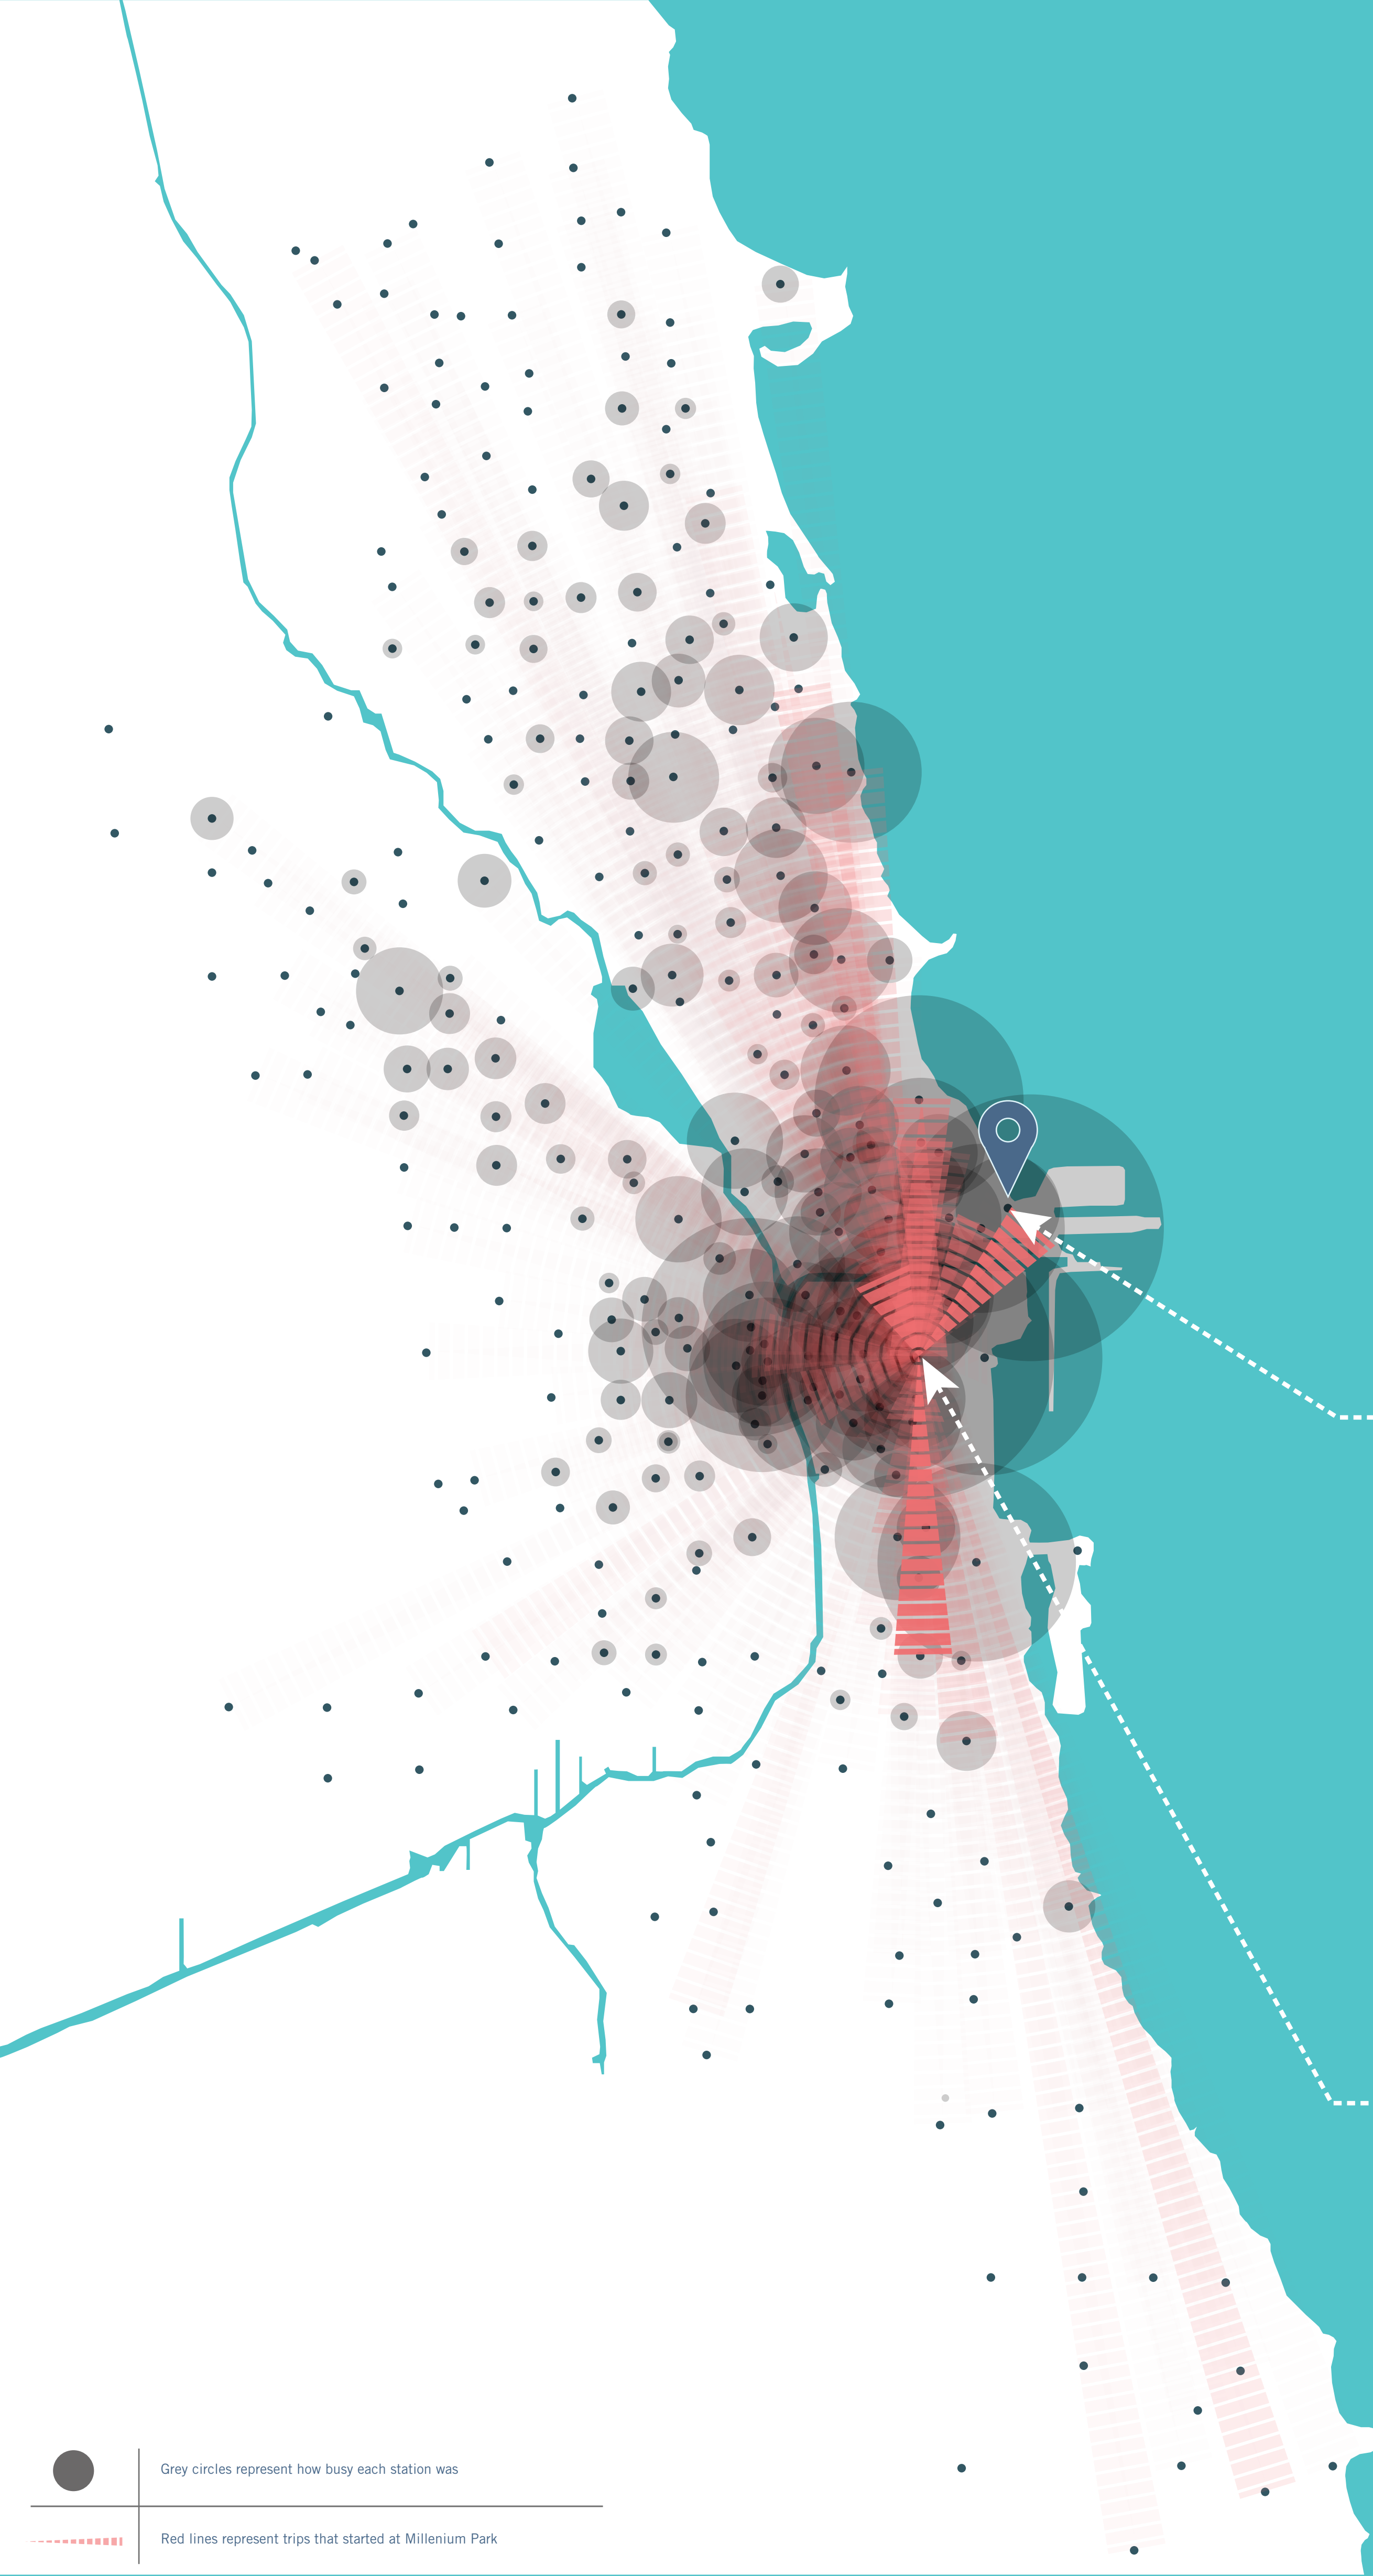 Grey circles represent how busy each station was
Red lines represent trips that started at Millenium Park